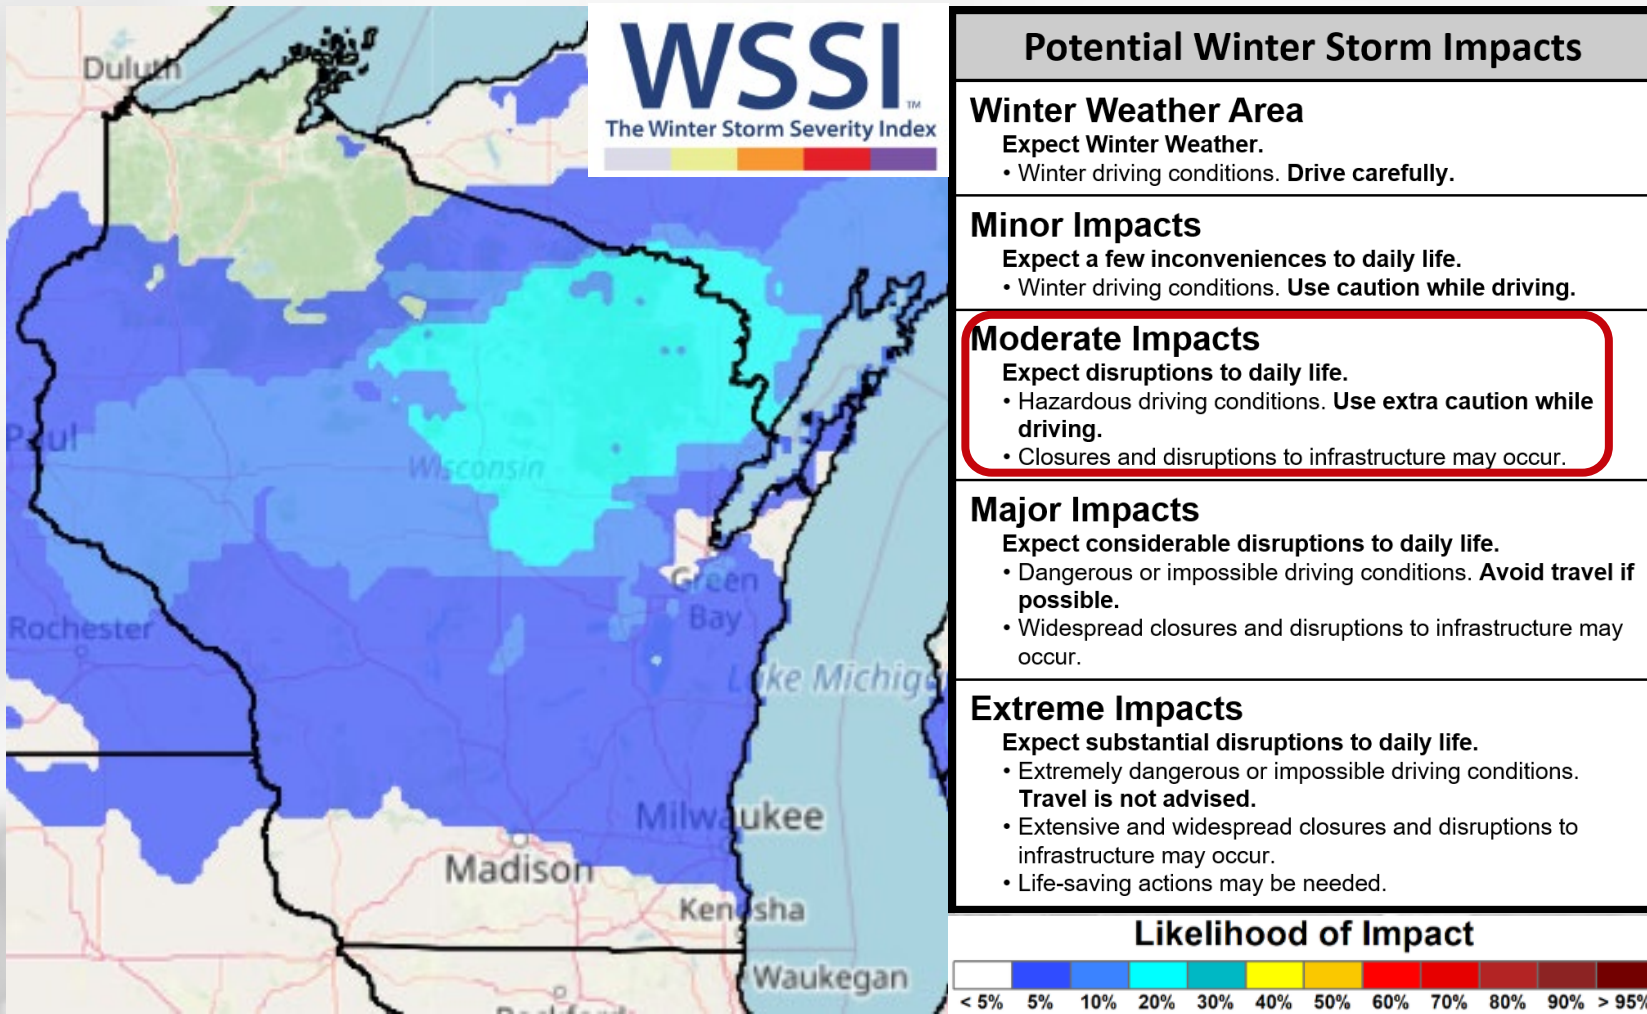 Duluth
WSSI™
The Winter Storm Severity Index
Paul
Wisconsin
Green
Bay
Rochester
Lake Michiga
Milwaukee
Madison
Kenosha
Waukegan
Potential Winter Storm Impacts
Winter Weather Area
Expect Winter Weather.
• Winter driving conditions. Drive carefully.
Minor Impacts
Expect a few inconveniences to daily life.
• Winter driving conditions. Use caution while driving.
Moderate Impacts
Expect disruptions to daily life.
• Hazardous driving conditions. Use extra caution while
driving.
• Closures and disruptions to infrastructure may occur.
Major Impacts
Expect considerable disruptions to daily life.
• Dangerous or impossible driving conditions. Avoid travel if
possible.
• Widespread closures and disruptions to infrastructure may
occur.
Extreme Impacts
Expect substantial disruptions to daily life.
• Extremely dangerous or impossible driving conditions.
Travel is not advised.
• Extensive and widespread closures and disruptions to
infrastructure may occur.
• Life-saving actions may be needed.
Likelihood of Impact
< 5% 5% 10% 20% 30% 40% 50% 60% 70% 80% 90% > 95%